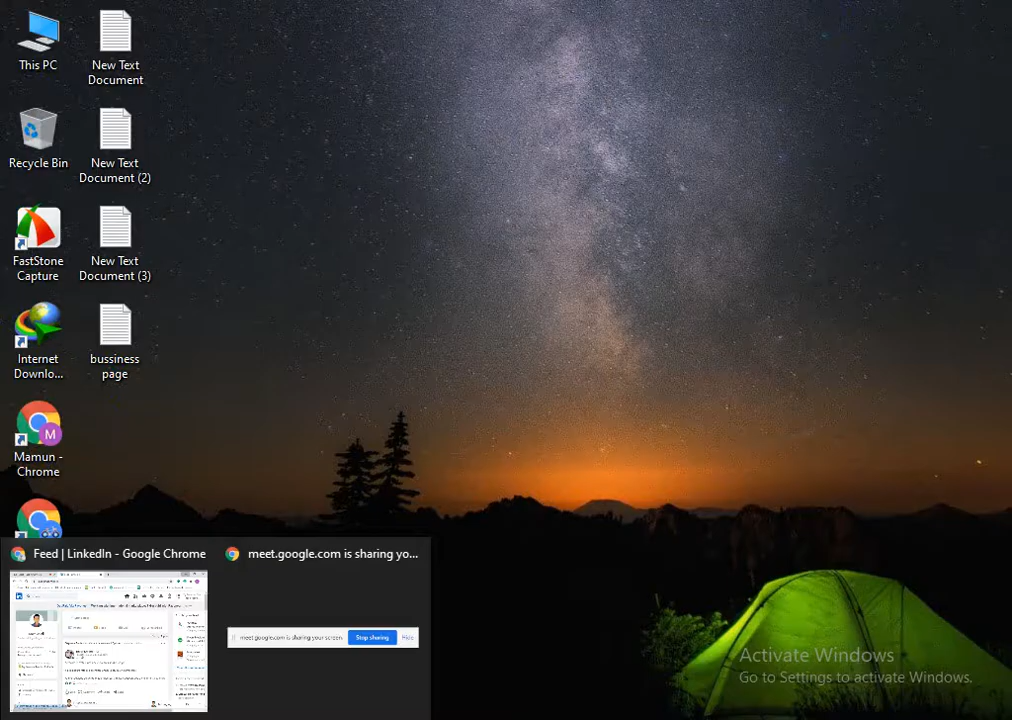 This PC
New Text
Document
Recycle Bin
New Text
Document (2)
FastStone
Capture
New Text
Document (3)
Internet
Downlo...
bussiness
page
M
Mamun -
Chrome
Feed | LinkedIn - Google Chrome
meet.google.com is sharing yo...
meet.google.com is sharing your screen.
Stop sharing
Hide
Activate Windows
Go to Settings to activate Windows.